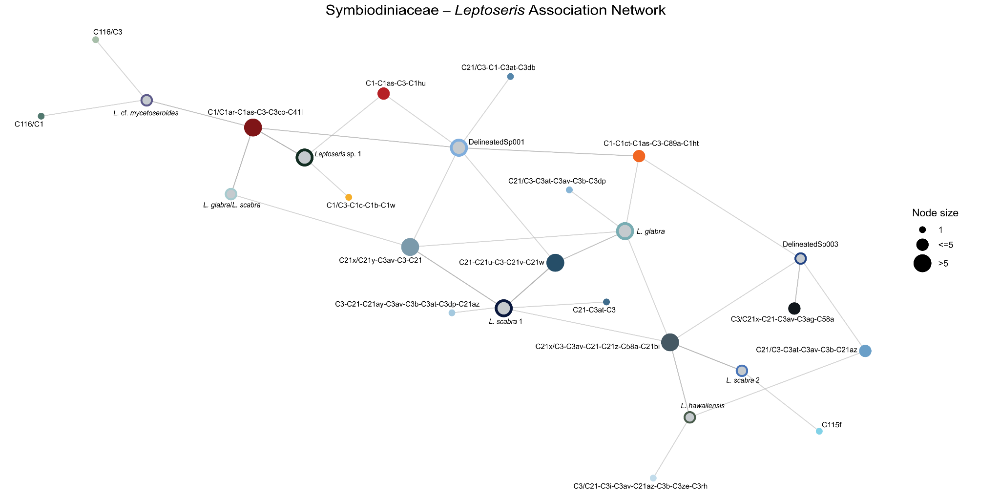 Symbiodiniaceae – Leptoseris Association Network
C116/C3
C21/C3-C1-C3at-C3db
C1-C1as-C3-C1hu
L. cf. mycetoseroides
C1/C1ar-C1as-C3-C3co-C41l
C116/C1
DelineatedSp001
C1-C1ct-C1as-C3-C89a-C1ht
Leptoseris sp. 1
C21/C3-C3at-C3av-C3b-C3dp
L. glabra/L. scabra
C1/C3-C1c-C1b-C1w
Node size
1
<=5
>5
L. glabra
DelineatedSp003
C21x/C21y-C3av-C3-C21
C21-C21u-C3-C21v-C21w
C3-C21-C21ay-C3av-C3b-C3at-C3dp-C21az
C21-C3at-C3
L. scabra 1
C3/C21x-C21-C3av-C3ag-C58a
C21x/C3-C3av-C21-C21z-C58a-C21bi
C21/C3-C3at-C3av-C3b-C21az
L. scabra 2
L. hawaiiensis
C115f
C3/C21-C3i-C3av-C21az-C3b-C3ze-C3rh